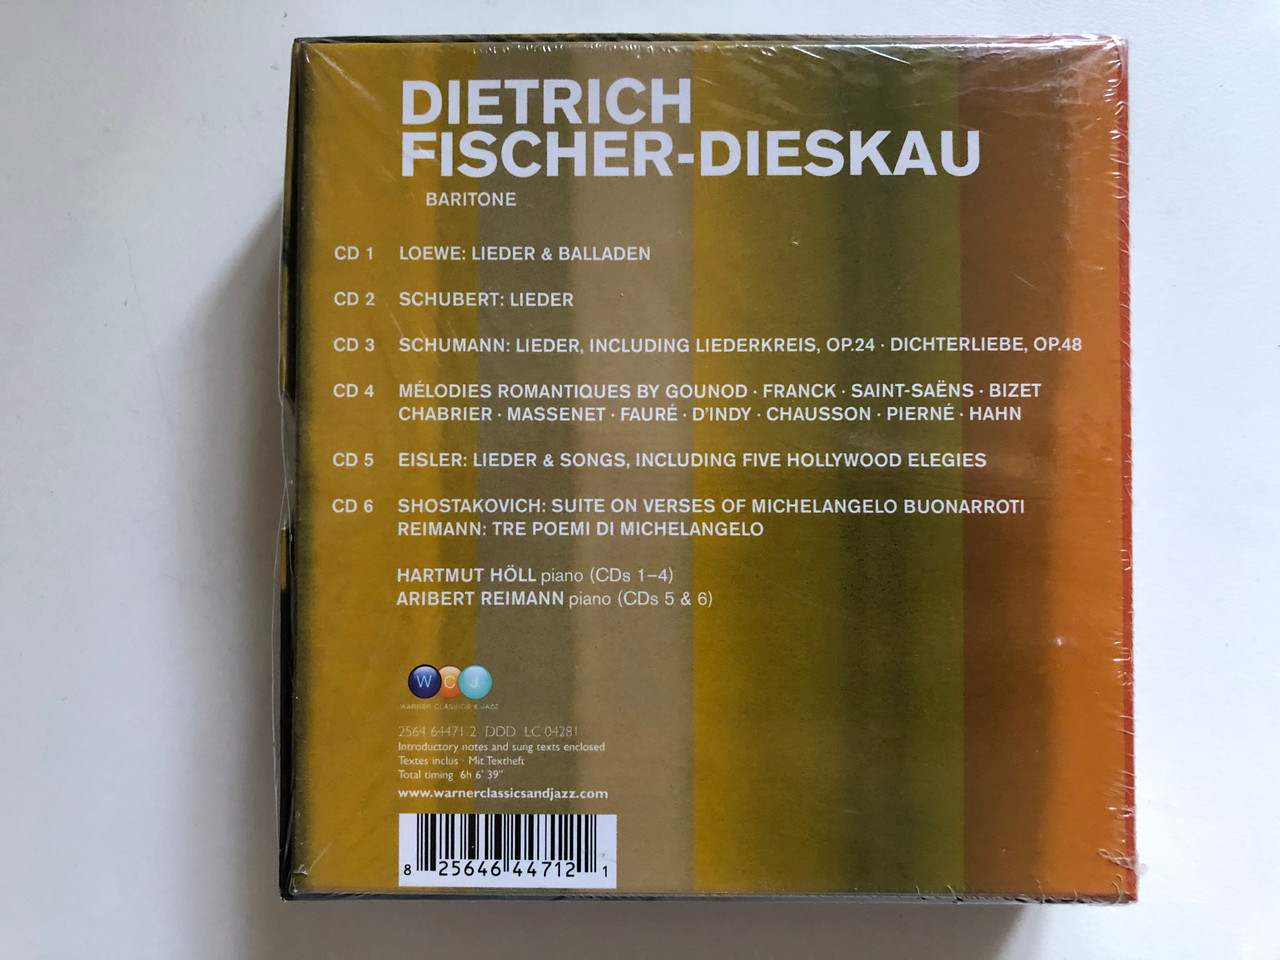 DIETRICH
FISCHER-DIESKAU
BARITONE
CD 1 LOEWE: LIEDER & BALLADEN
CD 2 SCHUBERT: LIEDER
CD 3 SCHUMANN: LIEDER, INCLUDING LIEDERKREIS, OP.24 · DICHTERLIEBE, OP.48
CD 4 MÉLODIES ROMANTIQUES BY GOUNOD · FRANCK · SAINT-SAËNS · BIZET
CHABRIER · MASSENET · FAURÉ · D'INDY · CHAUSSON · PIERNÉ · HAHN
CD 5 EISLER: LIEDER & SONGS, INCLUDING FIVE HOLLYWOOD ELEGIES
CD 6 SHOSTAKOVICH: SUITE ON VERSES OF MICHELANGELO BUONARROTI
REIMANN: TRE POEMI DI MICHELANGELO
HARTMUT HÖLL piano (CDs 1–4)
ARIBERT REIMANN piano (CDs 5 & 6)
W C J
WARNER CLASSICS & JAZZ
2564 64471-2 DDD LC 04281
Introductory notes and sung texts enclosed
Textes inclus · Mit Textheft
Total timing 6h 6' 39"
www.warnerclassicsandjazz.com
8 25646 44712 1